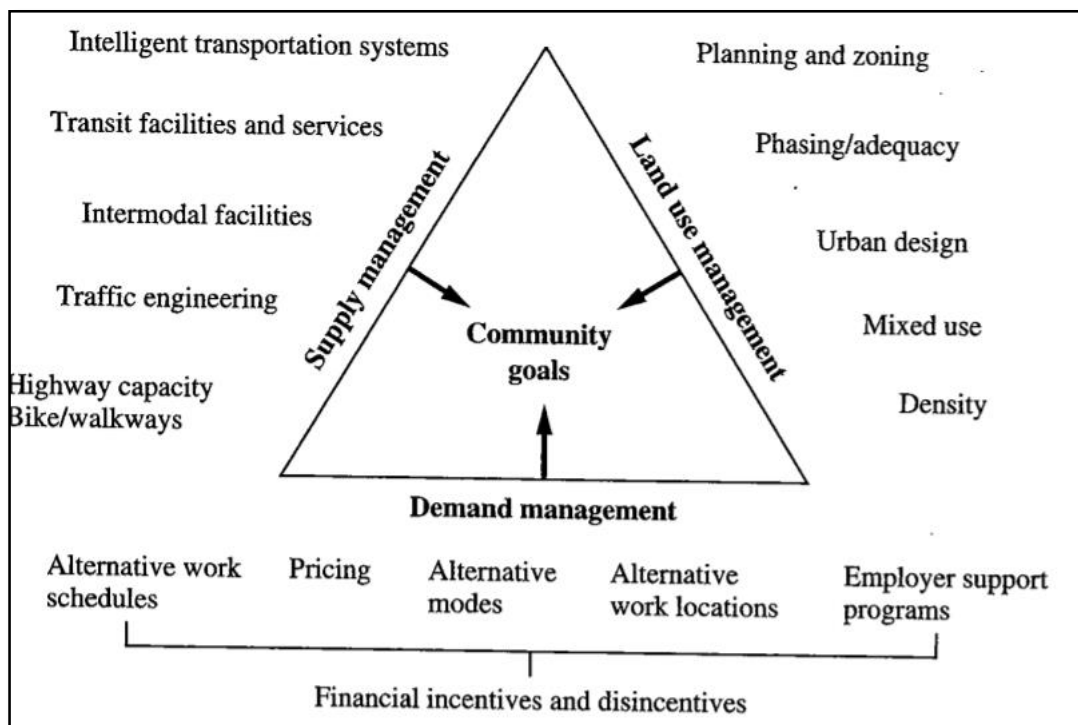 Intelligent transportation systems
Transit facilities and services
Intermodal facilities
Traffic engineering
Highway capacity
Bike/walkways
Supply management
Planning and zoning
Phasing/adequacy
Urban design
Mixed use
Density
Land use management
Community
goals
Demand management
Alternative work
schedules
Pricing
Alternative
modes
Alternative
work locations
Employer support
programs
Financial incentives and disincentives